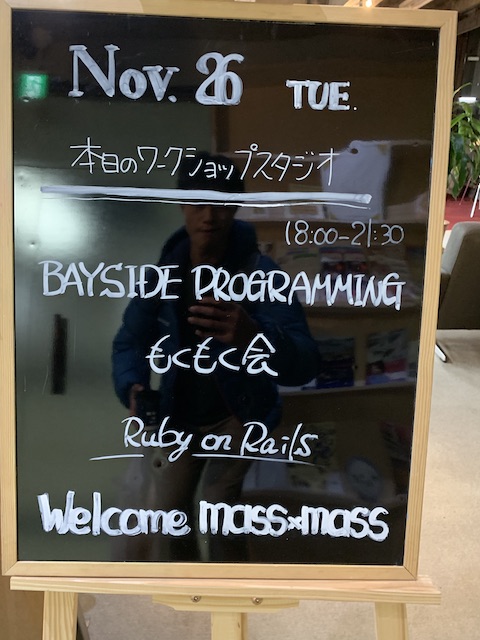 Nov. 26 TUE.
本日のワークショップスタジオ
18:00-21:30
BAYSIDE PROGRAMMING
もくもく会
Ruby on Rails
Welcome mass×mass